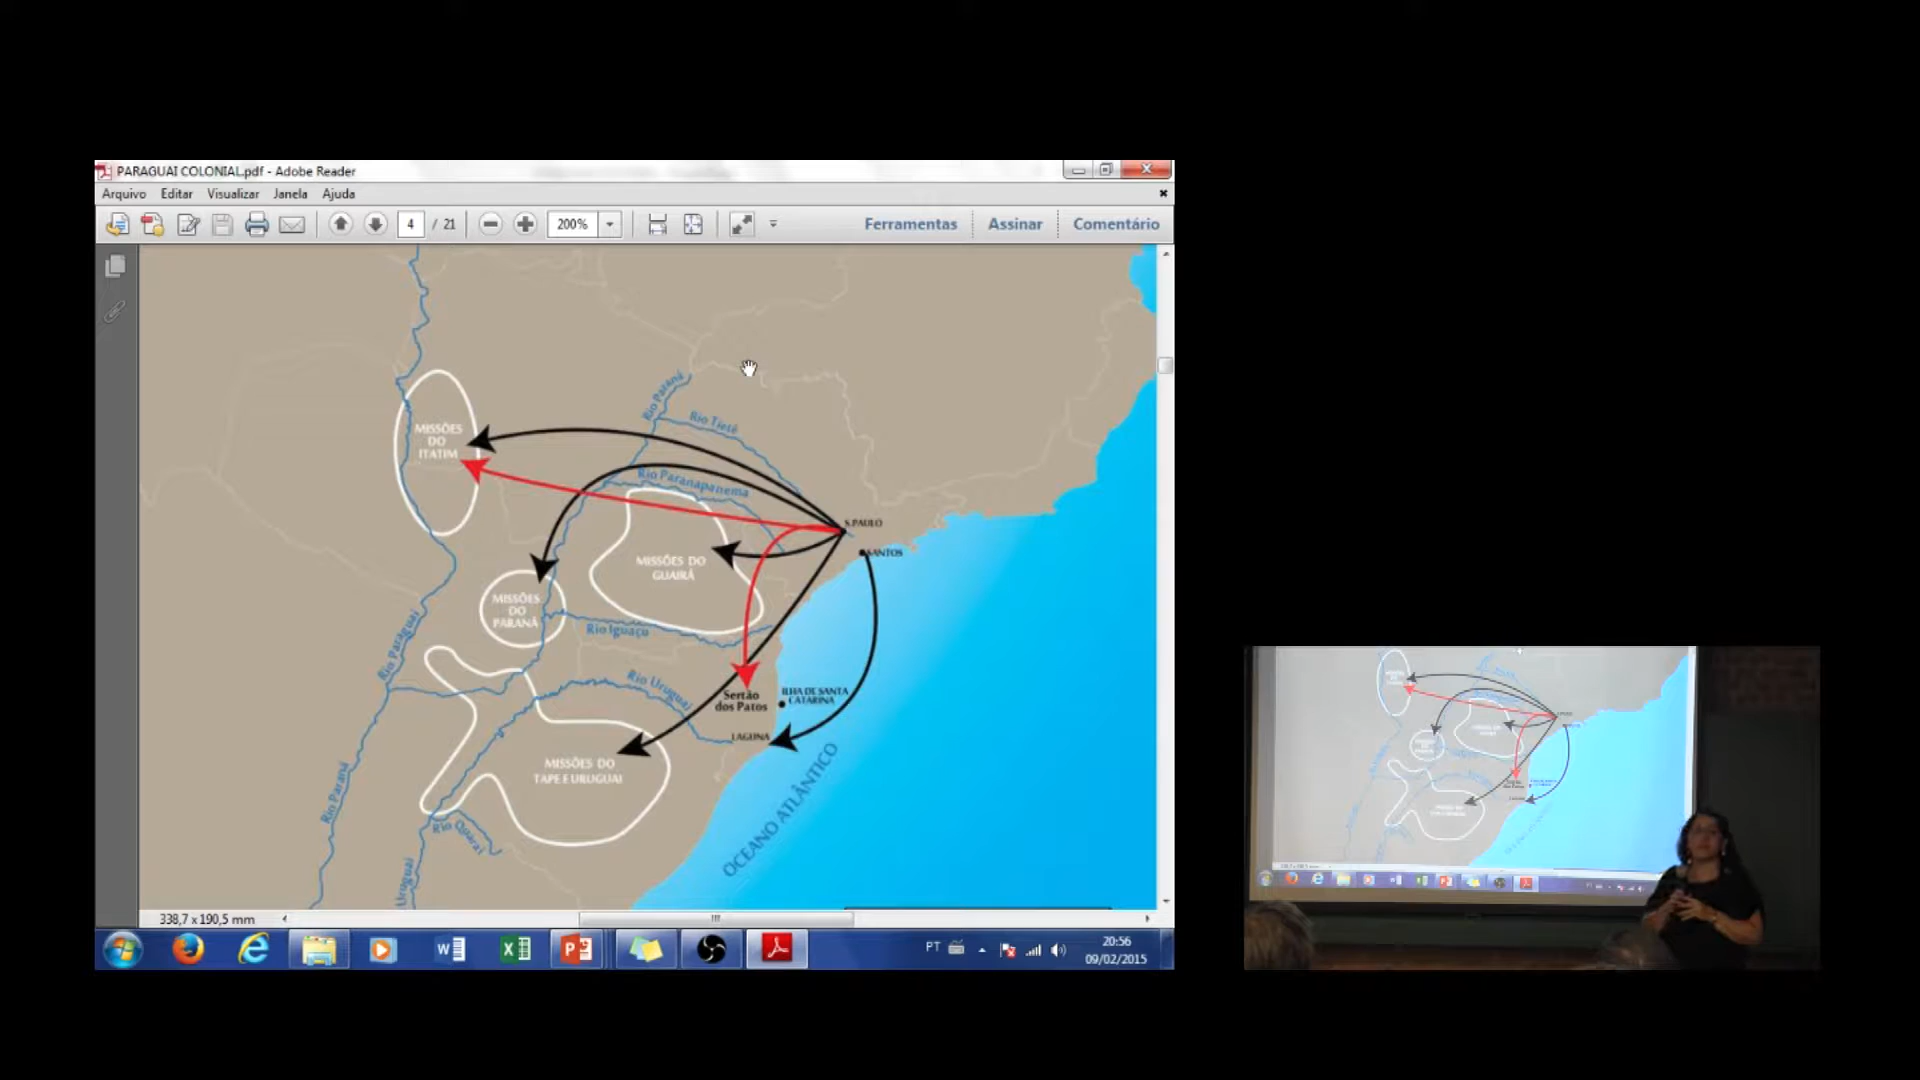 PARAGUAI COLONIAL.pdf - Adobe Reader
Arquivo Editar Visualizar Janela Ajuda
4 / 21 200% Ferramentas Assinar Comentário
Rio Paraná
Rio Tietê
MISSÕES
DO
ITATIM
Rio Paranapanema
S.PAULO
SANTOS
MISSÕES DO
GUAIRÁ
MISSÕES
DO
PARANÁ
Rio Iguaçu
Rio Paraguai
Rio Uruguai
Sertão
dos Patos
ILHA DE SANTA
CATARINA
LAGUNA
MISSÕES DO
TAPE E URUGUAI
Rio Paraná
Rio Quaraí
Uruguai
OCEANO ATLÂNTICO
338,7 x 190,5 mm
PT
20:56
09/02/2015